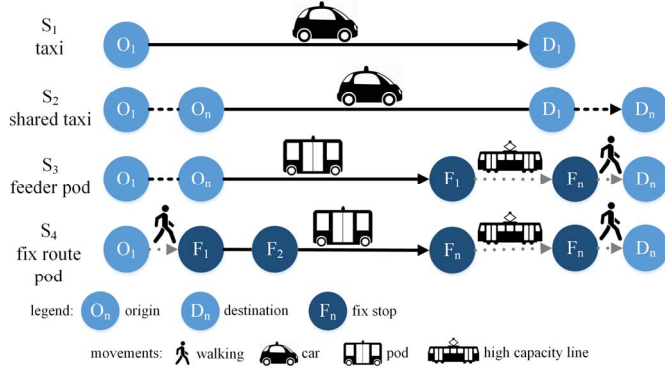 S1
taxi
O1
D1
S2
shared taxi
O1 On D1 Dn
S3
feeder pod
O1 On F1 Fn Dn
S4
fix route
pod
O1 F1 F2 Fn Fn Dn
legend: On origin Dn destination Fn fix stop
movements: walking car pod high capacity line